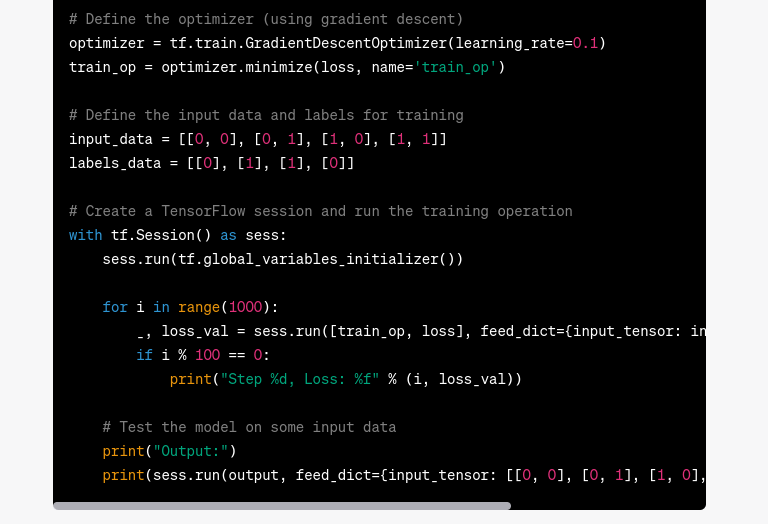 # Define the optimizer (using gradient descent)
optimizer = tf.train.GradientDescentOptimizer(learning_rate=0.1)
train_op = optimizer.minimize(loss, name='train_op')
# Define the input data and labels for training
input_data = [[0, 0], [0, 1], [1, 0], [1, 1]]
labels_data = [[0], [1], [1], [0]]
# Create a TensorFlow session and run the training operation
with tf.Session() as sess:
    sess.run(tf.global_variables_initializer())
    for i in range(1000):
        _, loss_val = sess.run([train_op, loss], feed_dict={input_tensor: in
        if i % 100 == 0:
            print("Step %d, Loss: %f" % (i, loss_val))
    # Test the model on some input data
    print("Output:")
    print(sess.run(output, feed_dict={input_tensor: [[0, 0], [0, 1], [1, 0],